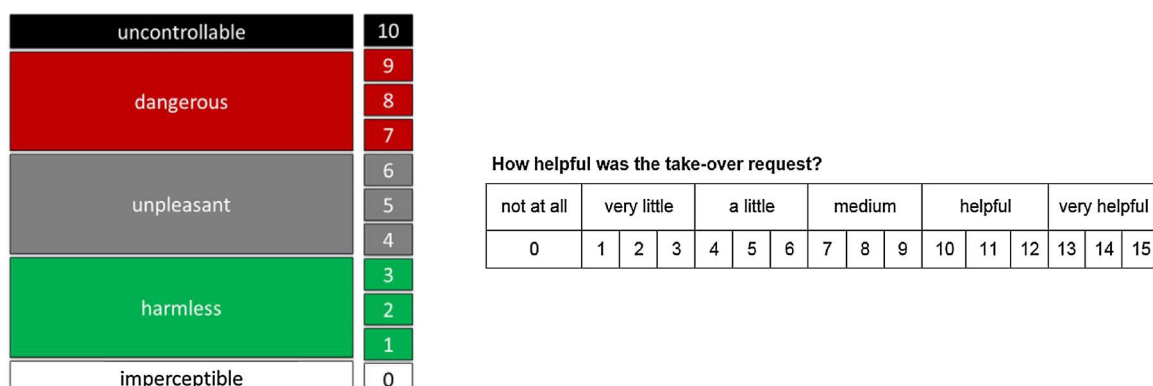 uncontrollable 10
9
dangerous 8
7
6
unpleasant 5
4
3
harmless 2
1
imperceptible 0
How helpful was the take-over request?
not at all very little a little medium helpful very helpful
0 1 2 3 4 5 6 7 8 9 10 11 12 13 14 15